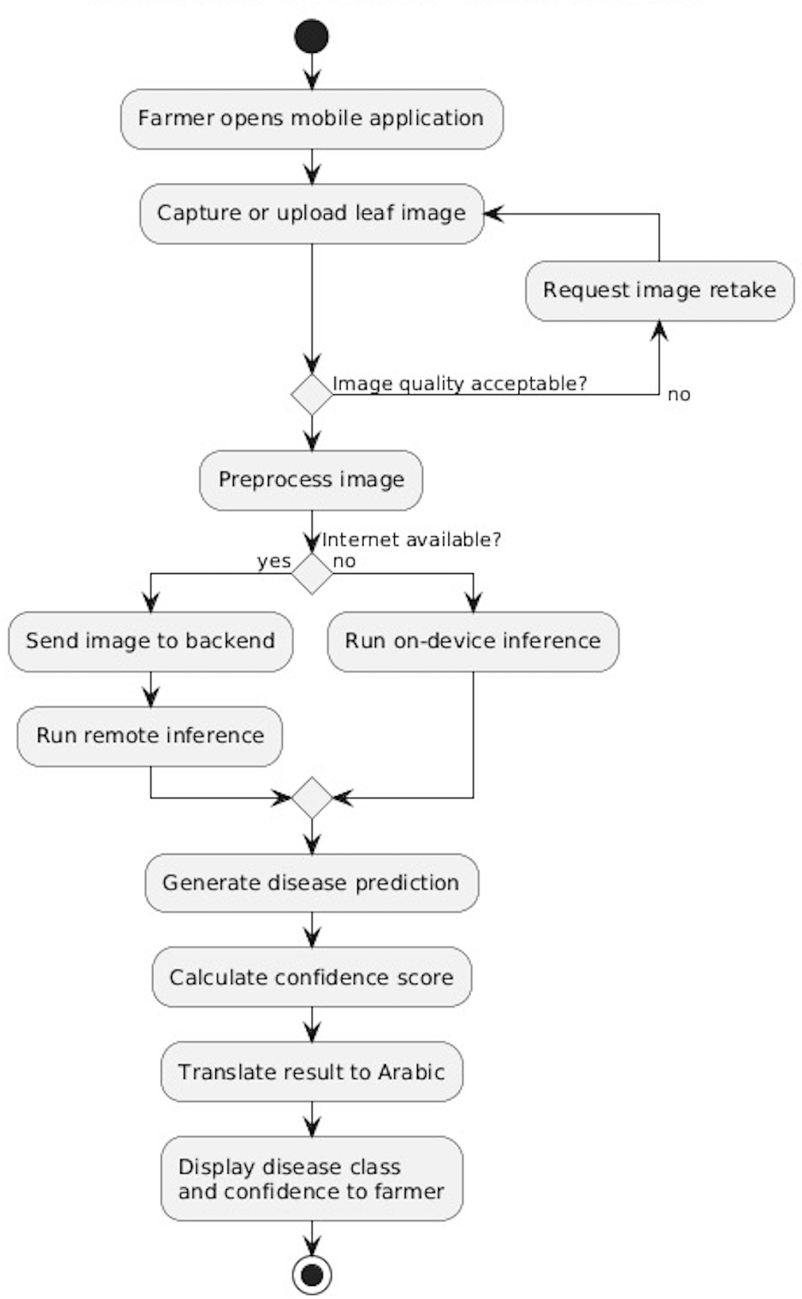 Farmer opens mobile application
Capture or upload leaf image
Request image retake
Image quality acceptable?
no
Preprocess image
Internet available?
yes
no
Send image to backend
Run on-device inference
Run remote inference
Generate disease prediction
Calculate confidence score
Translate result to Arabic
Display disease class
and confidence to farmer